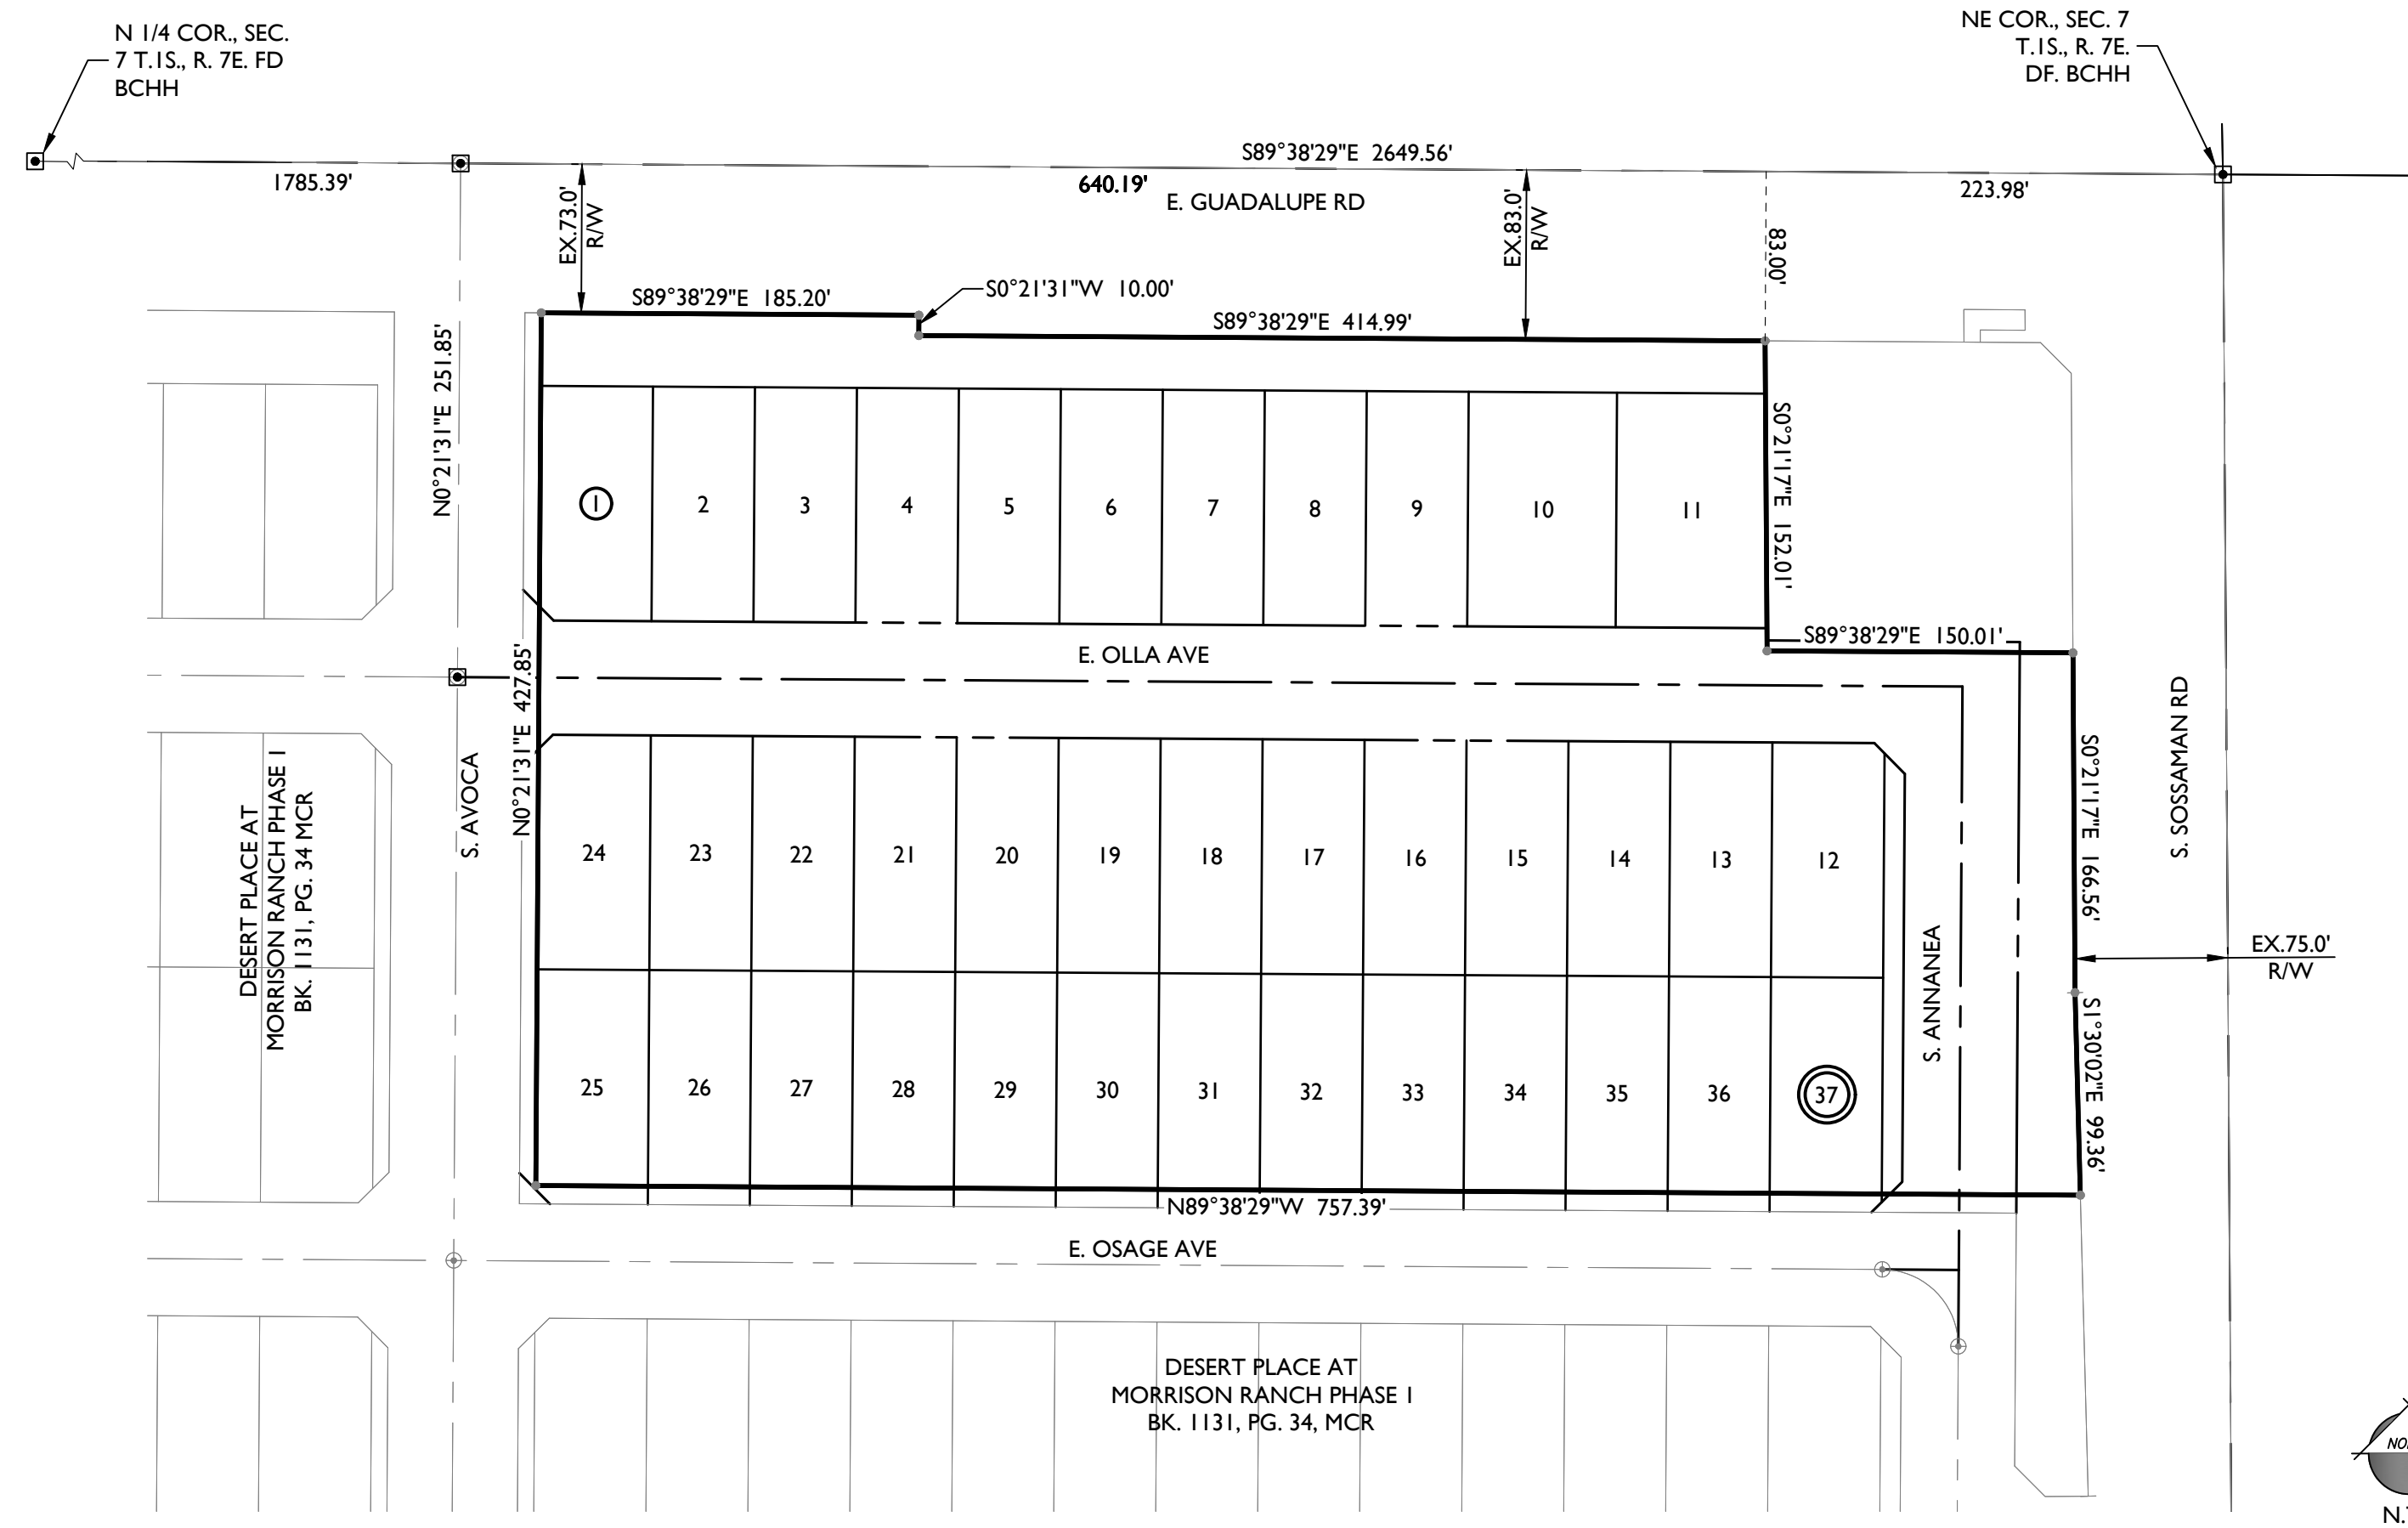 N 1/4 COR., SEC.
7 T.1S., R. 7E. FD
BCHH
NE COR., SEC. 7
T.1S., R. 7E.
DF. BCHH
S89°38'29"E 2649.56'
1785.39'
640.19'
223.98'
E. GUADALUPE RD
EX.73.0'
R/W
EX.83.0'
R/W
83.00'
S89°38'29"E 185.20'
S0°21'31"W 10.00'
S89°38'29"E 414.99'
N0°21'31"E 251.85'
S0°21'17"E 152.01'
1
2
3
4
5
6
7
8
9
10
11
S89°38'29"E 150.01'
E. OLLA AVE
N0°21'31"E 427.85'
S. AVOCA
S. SOSSAMAN RD
S0°21'17"E 166.56'
DESERT PLACE AT
MORRISON RANCH PHASE 1
BK. 1131, PG. 34 MCR
24
23
22
21
20
19
18
17
16
15
14
13
12
S. ANNANEA
EX.75.0'
R/W
S1°30'02"E 99.36'
25
26
27
28
29
30
31
32
33
34
35
36
37
N89°38'29"W 757.39'
E. OSAGE AVE
DESERT PLACE AT
MORRISON RANCH PHASE 1
BK. 1131, PG. 34, MCR